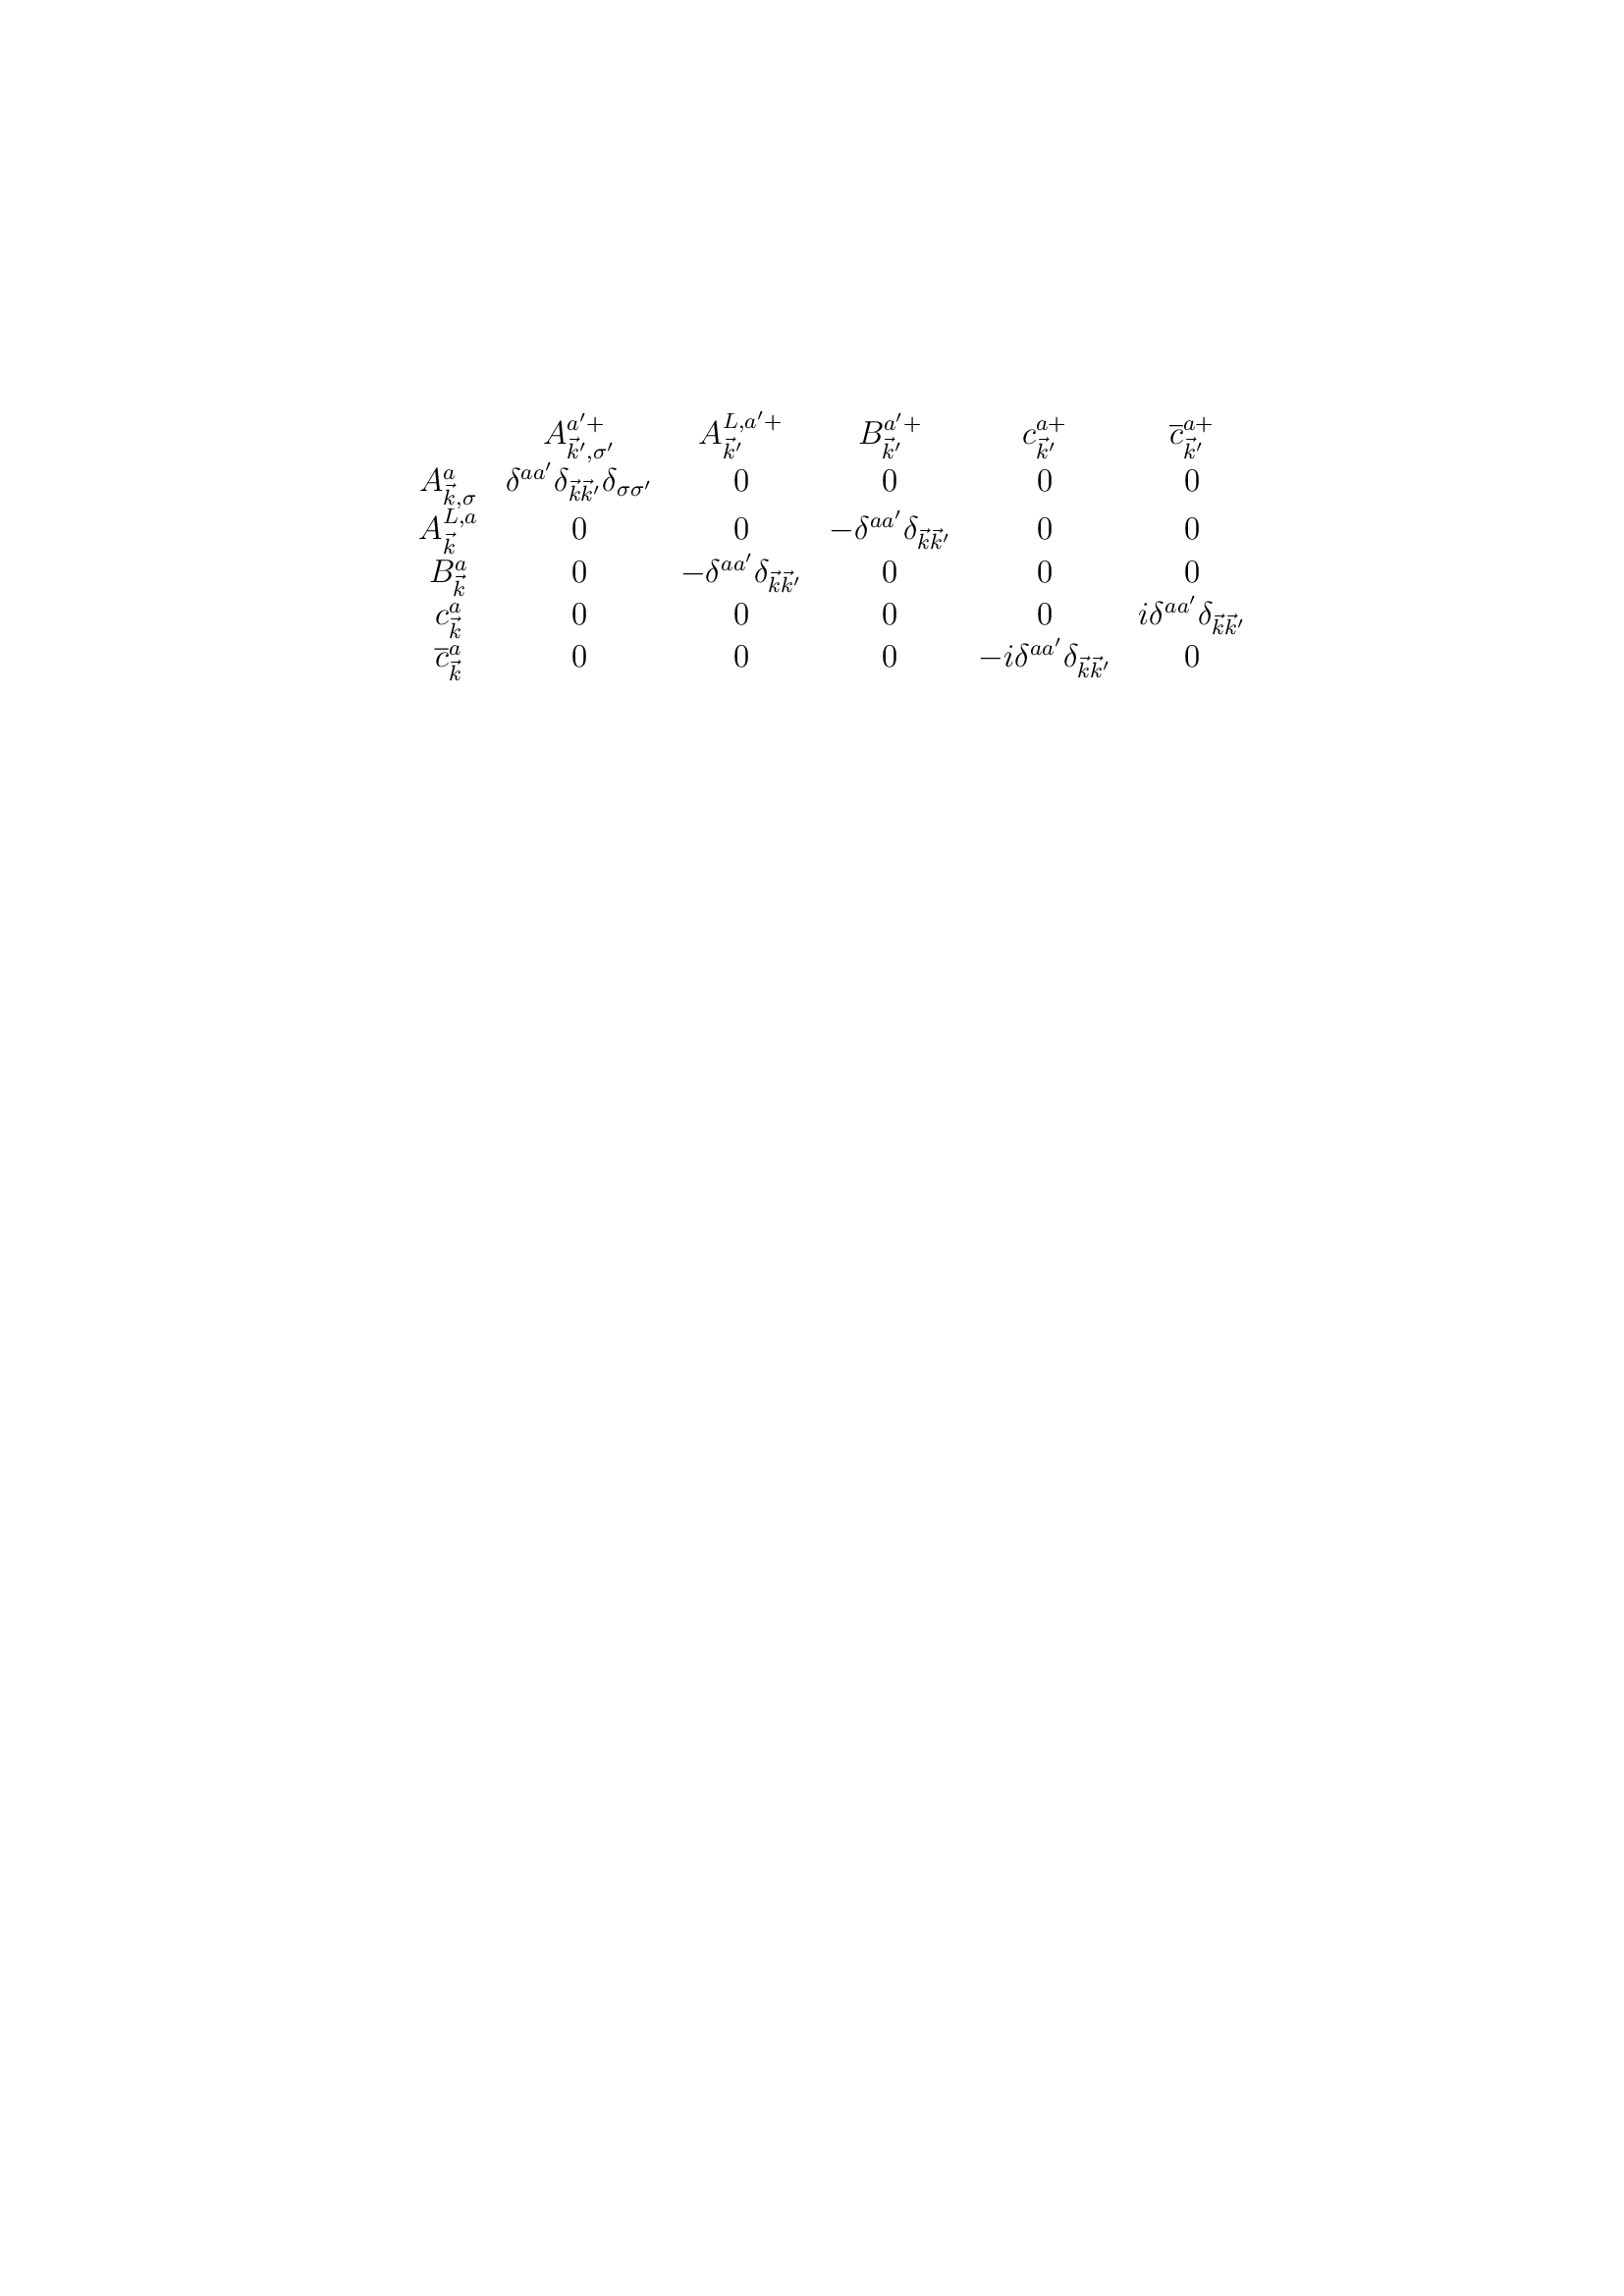 $A^{a'+}_{\vec{k}',\sigma'}$ $A^{L,a'+}_{\vec{k}'}$ $B^{a'+}_{\vec{k}'}$ $c^{a+}_{\vec{k}'}$ $\overline{c}^{a+}_{\vec{k}'}$
$A^{a}_{\vec{k},\sigma}$ $\delta^{aa'}\delta_{\vec{k}\vec{k}'}\delta_{\sigma\sigma'}$ 0 0 0 0
$A^{L,a}_{\vec{k}}$ 0 0 $-\delta^{aa'}\delta_{\vec{k}\vec{k}'}$ 0 0
$B^{a}_{\vec{k}}$ 0 $-\delta^{aa'}\delta_{\vec{k}\vec{k}'}$ 0 0 0
$c^{a}_{\vec{k}}$ 0 0 0 0 $i\delta^{aa'}\delta_{\vec{k}\vec{k}'}$
$\overline{c}^{a}_{\vec{k}}$ 0 0 0 $-i\delta^{aa'}\delta_{\vec{k}\vec{k}'}$ 0